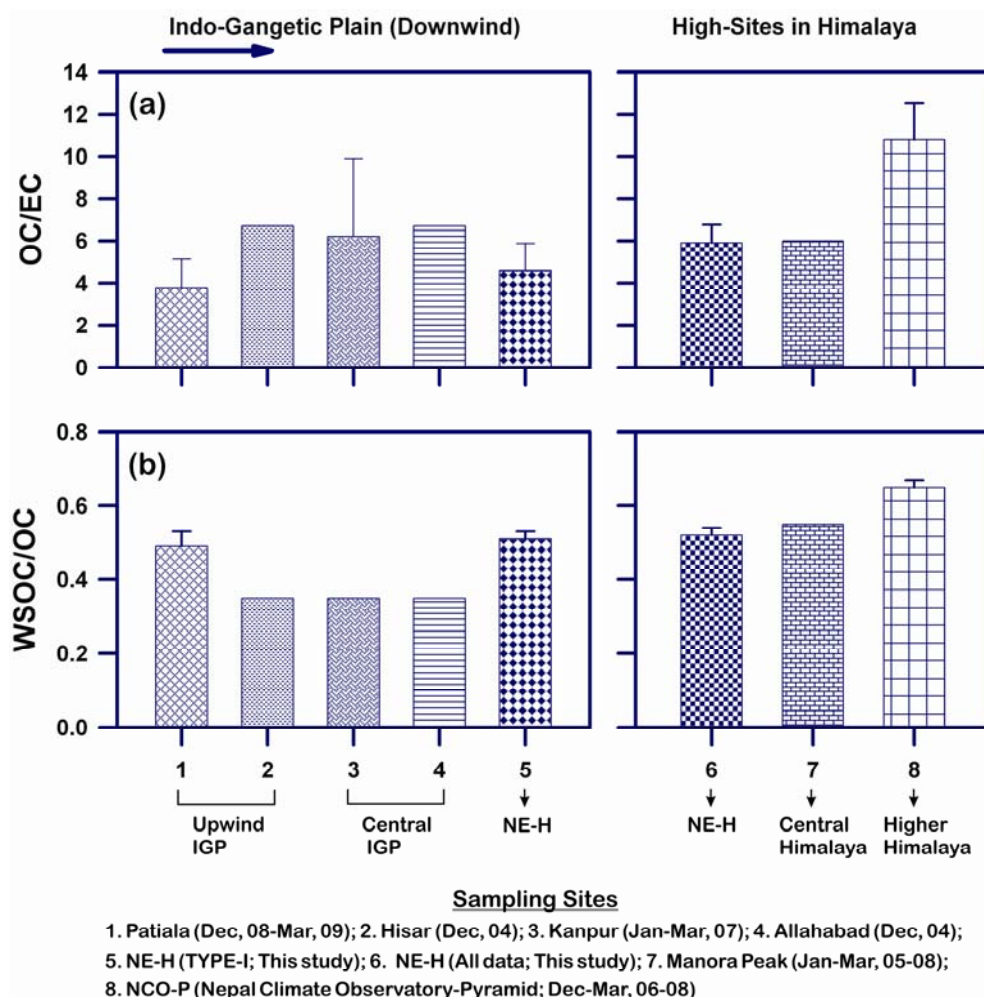 Indo-Gangetic Plain (Downwind)
High-Sites in Himalaya
(a)
OC/EC
14
12
10
8
6
4
2
0
(b)
WSOC/OC
0.8
0.6
0.4
0.2
0.0
1 2 3 4 5 6 7 8
Upwind IGP
Central IGP
NE-H
NE-H
Central Himalaya
Higher Himalaya
Sampling Sites
1. Patiala (Dec, 08-Mar, 09); 2. Hisar (Dec, 04); 3. Kanpur (Jan-Mar, 07); 4. Allahabad (Dec, 04);
5. NE-H (TYPE-I; This study); 6. NE-H (All data; This study); 7. Manora Peak (Jan-Mar, 05-08);
8. NCO-P (Nepal Climate Observatory-Pyramid; Dec-Mar, 06-08)